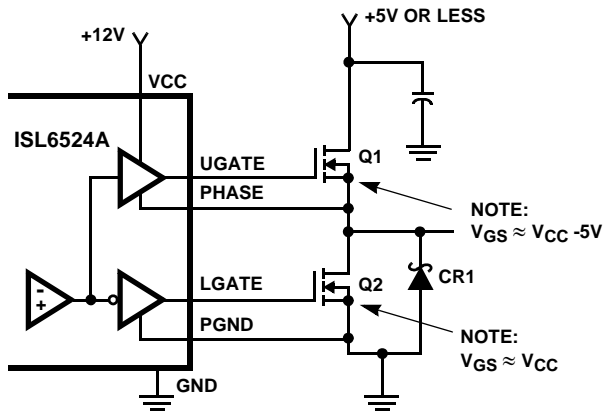 +5V OR LESS
+12V
VCC
ISL6524A
UGATE
Q1
PHASE
NOTE:
VGS ≈ VCC -5V
- +
LGATE
Q2
CR1
PGND
NOTE:
VGS ≈ VCC
GND